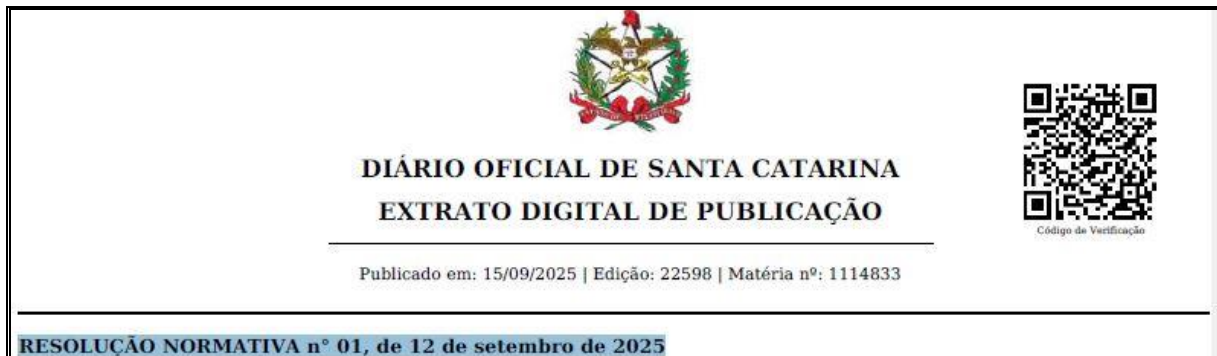 DIÁRIO OFICIAL DE SANTA CATARINA
EXTRATO DIGITAL DE PUBLICAÇÃO
Código de Verificação
Publicado em: 15/09/2025 | Edição: 22598 | Matéria nº: 1114833
RESOLUÇÃO NORMATIVA n° 01, de 12 de setembro de 2025